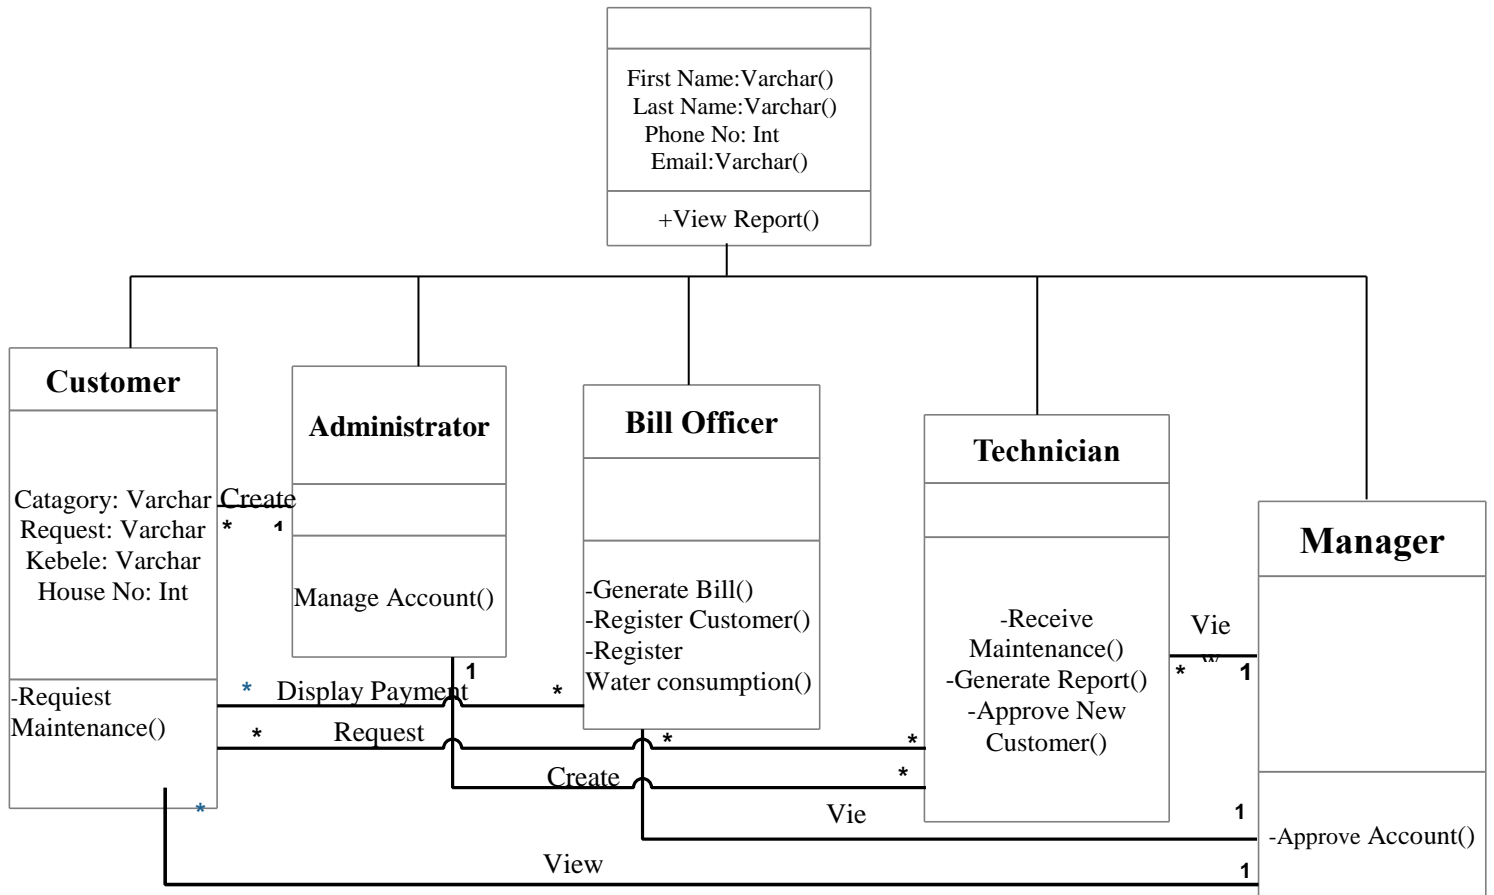 First Name:Varchar()
Last Name:Varchar()
Phone No: Int
Email:Varchar()
+View Report()
Customer
Catagory: Varchar
Request: Varchar
Kebele: Varchar
House No: Int
-Requiest
Maintenance()
Create
* 1
Administrator
Manage Account()
1
Bill Officer
-Generate Bill()
-Register Customer()
-Register
Water consumption()
*
Technician
-Receive
Maintenance()
-Generate Report()
-Approve New
Customer()
Vie
w
* 1
Manager
-Approve Account()
* Display Payment *
* Request *
Create *
Vie 1
*
View 1